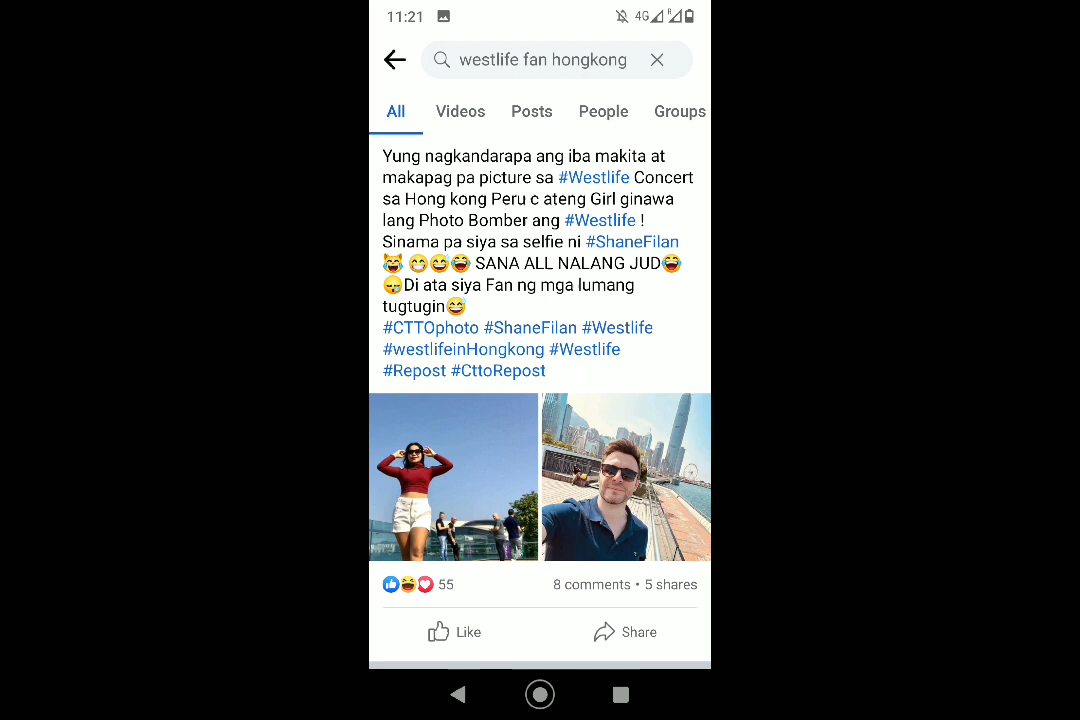 11:21
4G
R
westlife fan hongkong
All Videos Posts People Groups
Yung nagkandarapa ang iba makita at
makapag pa picture sa #Westlife Concert
sa Hong kong Peru c ateng Girl ginawa
lang Photo Bomber ang #Westlife !
Sinama pa siya sa selfie ni #ShaneFilan
😹 😁😅😂 SANA ALL NALANG JUD😂
😪Di ata siya Fan ng mga lumang
tugtugin😅
#CTTOphoto #ShaneFilan #Westlife
#westlifeinHongkong #Westlife
#Repost #CttoRepost
55 8 comments • 5 shares
Like Share